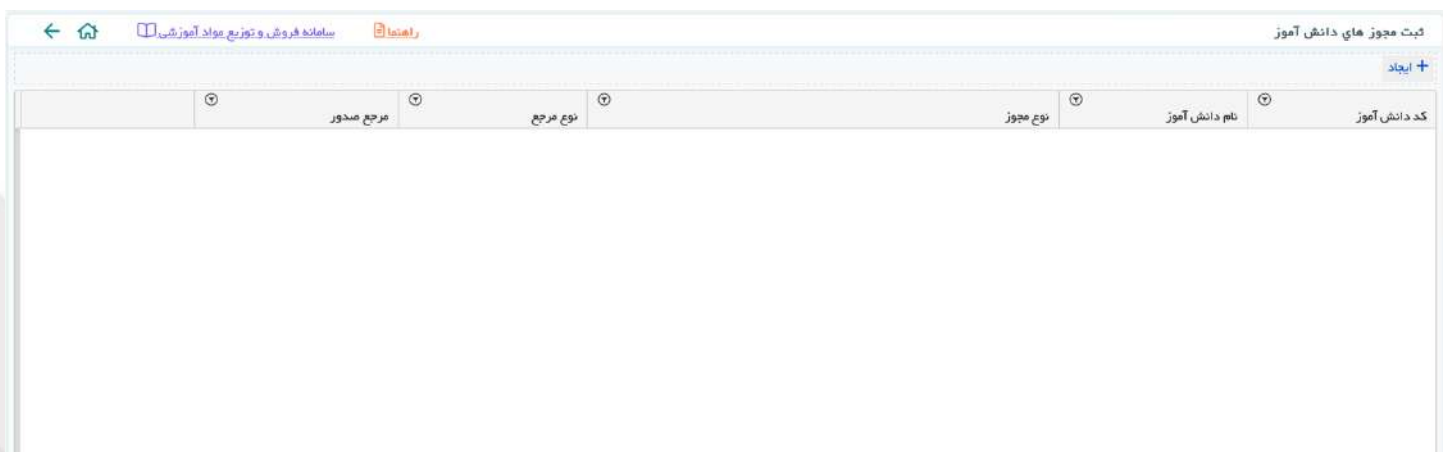 ثبت مجوز هاي دانش آموز
راهنما
سامانه فروش و توزیع مواد آموزشی
+ ایجاد
کد دانش آموز
نام دانش آموز
نوع مجوز
نوع مرجع
مرجع صدور